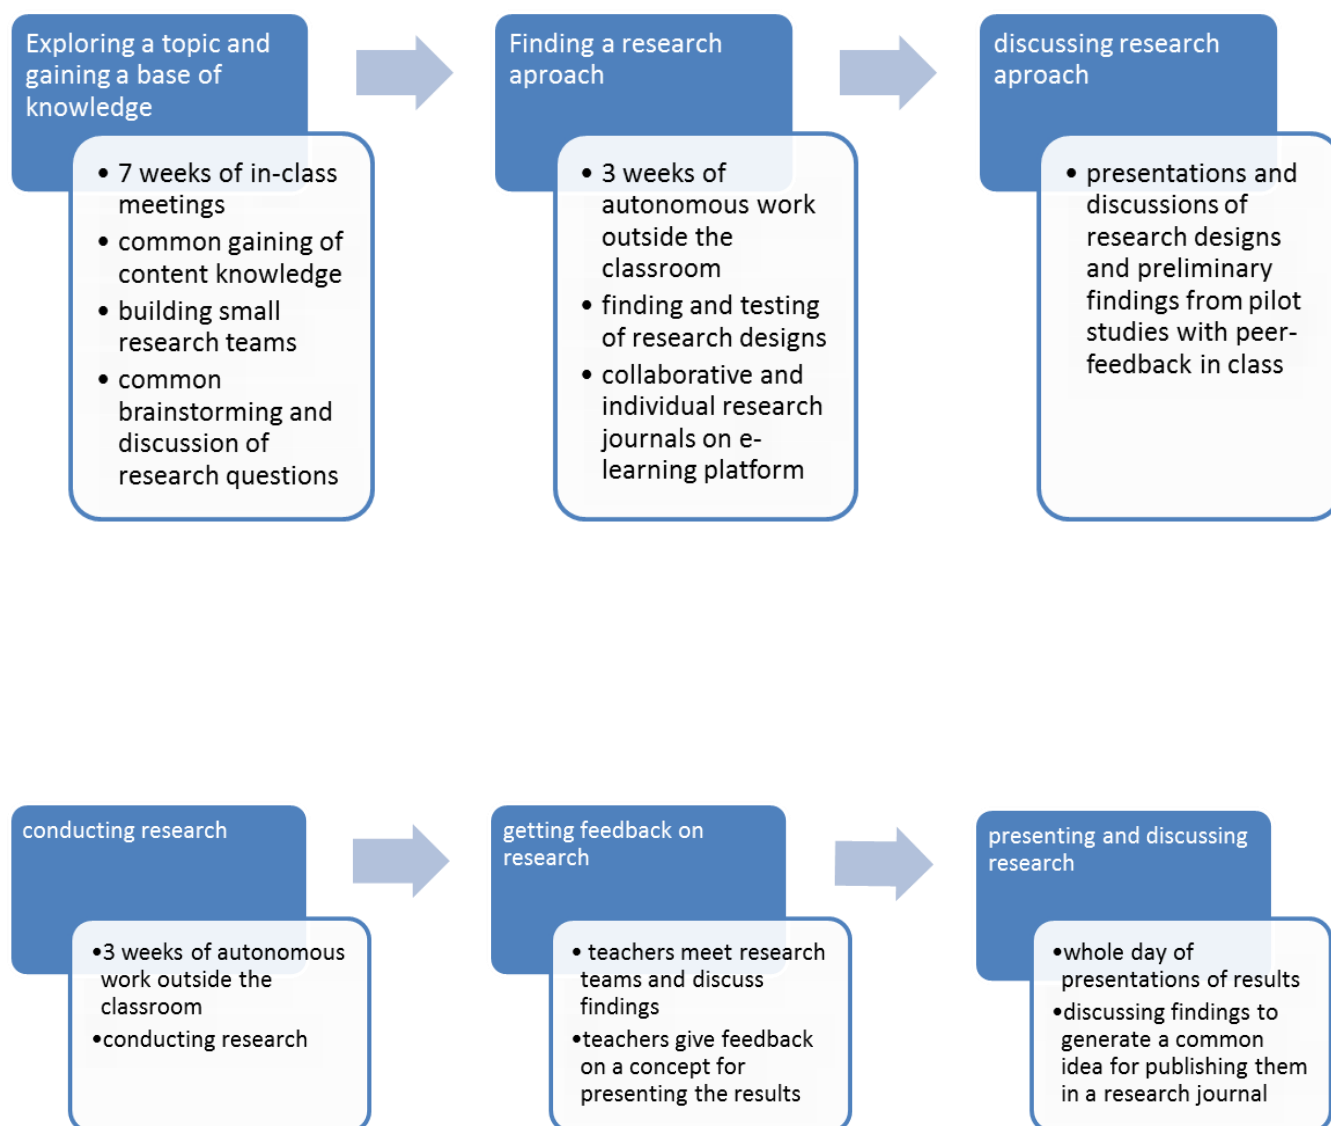 Exploring a topic and
gaining a base of
knowledge
• 7 weeks of in-class
meetings
• common gaining of
content knowledge
• building small
research teams
• common
brainstorming and
discussion of
research questions
Finding a research
aproach
• 3 weeks of
autonomous work
outside the
classroom
• finding and testing
of research designs
• collaborative and
individual research
journals on e-
learning platform
discussing research
aproach
• presentations and
discussions of
research designs
and preliminary
findings from pilot
studies with peer-
feedback in class
conducting research
•3 weeks of autonomous
work outside the
classroom
•conducting research
getting feedback on
research
• teachers meet research
teams and discuss
findings
•teachers give feedback
on a concept for
presenting the results
presenting and discussing
research
•whole day of
presentations of results
•discussing findings to
generate a common
idea for publishing them
in a research journal